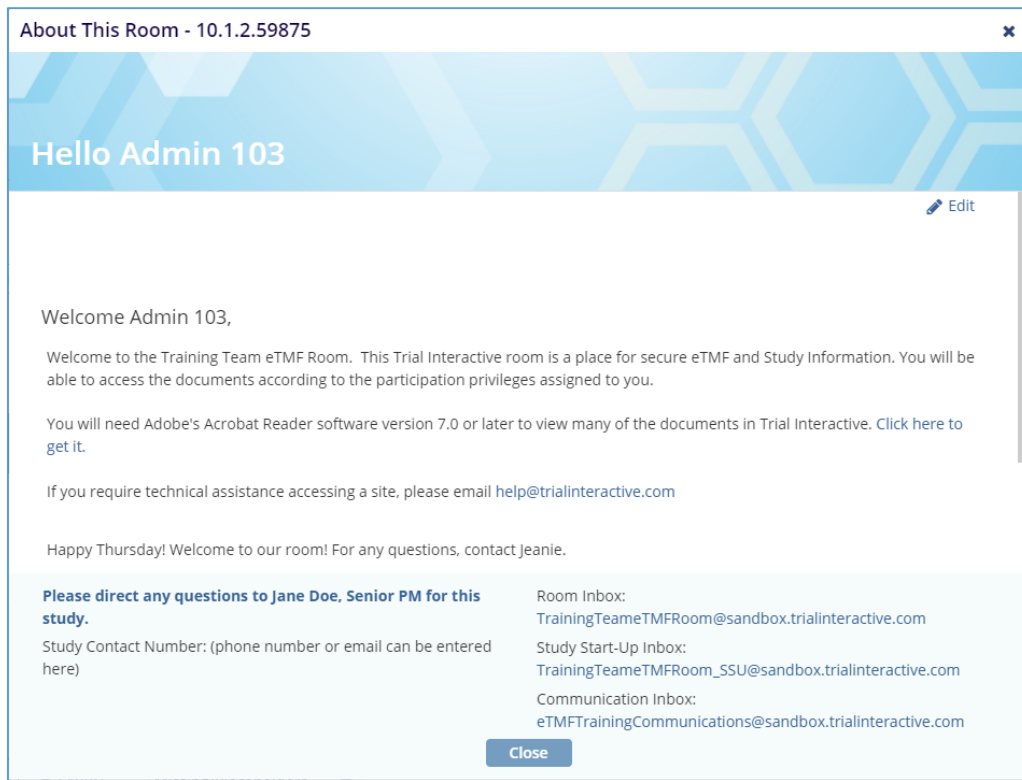 About This Room - 10.1.2.59875
Hello Admin 103
Edit
Welcome Admin 103,
Welcome to the Training Team eTMF Room. This Trial Interactive room is a place for secure eTMF and Study Information. You will be
able to access the documents according to the participation privileges assigned to you.
You will need Adobe's Acrobat Reader software version 7.0 or later to view many of the documents in Trial Interactive. Click here to
get it.
If you require technical assistance accessing a site, please email help@trialinteractive.com
Happy Thursday! Welcome to our room! For any questions, contact Jeanie.
Please direct any questions to Jane Doe, Senior PM for this
study.
Study Contact Number: (phone number or email can be entered
here)
Room Inbox:
TrainingTeameTMFRoom@sandbox.trialinteractive.com
Study Start-Up Inbox:
TrainingTeameTMFRoom_SSU@sandbox.trialinteractive.com
Communication Inbox:
eTMFTrainingCommunications@sandbox.trialinteractive.com
Close